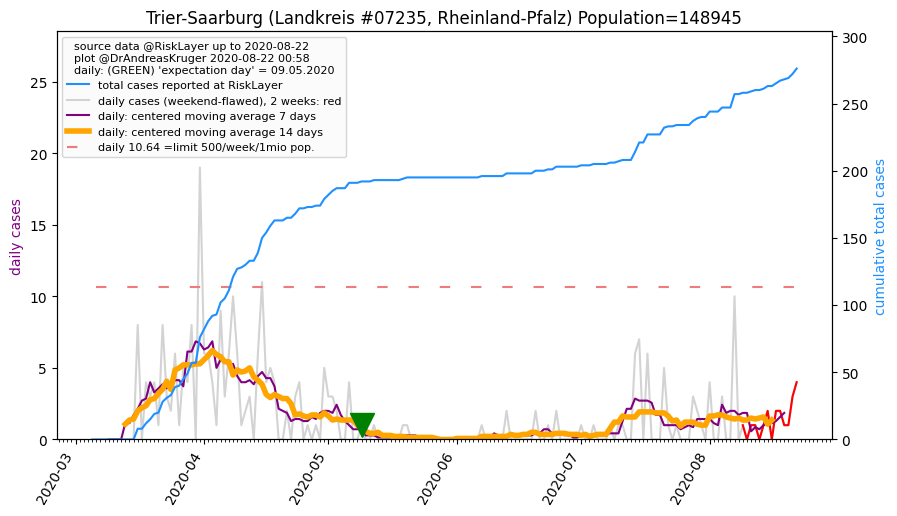 Trier-Saarburg (Landkreis #07235, Rheinland-Pfalz) Population=148945
source data @RiskLayer up to 2020-08-22
plot @DrAndreasKruger 2020-08-22 00:58
daily: (GREEN) 'expectation day' = 09.05.2020
total cases reported at RiskLayer
daily cases (weekend-flawed), 2 weeks: red
daily: centered moving average 7 days
daily: centered moving average 14 days
daily 10.64 =limit 500/week/1mio pop.
daily cases
25
20
15
10
5
0
cumulative total cases
300
250
200
150
100
50
0
2020-03
2020-04
2020-05
2020-06
2020-07
2020-08